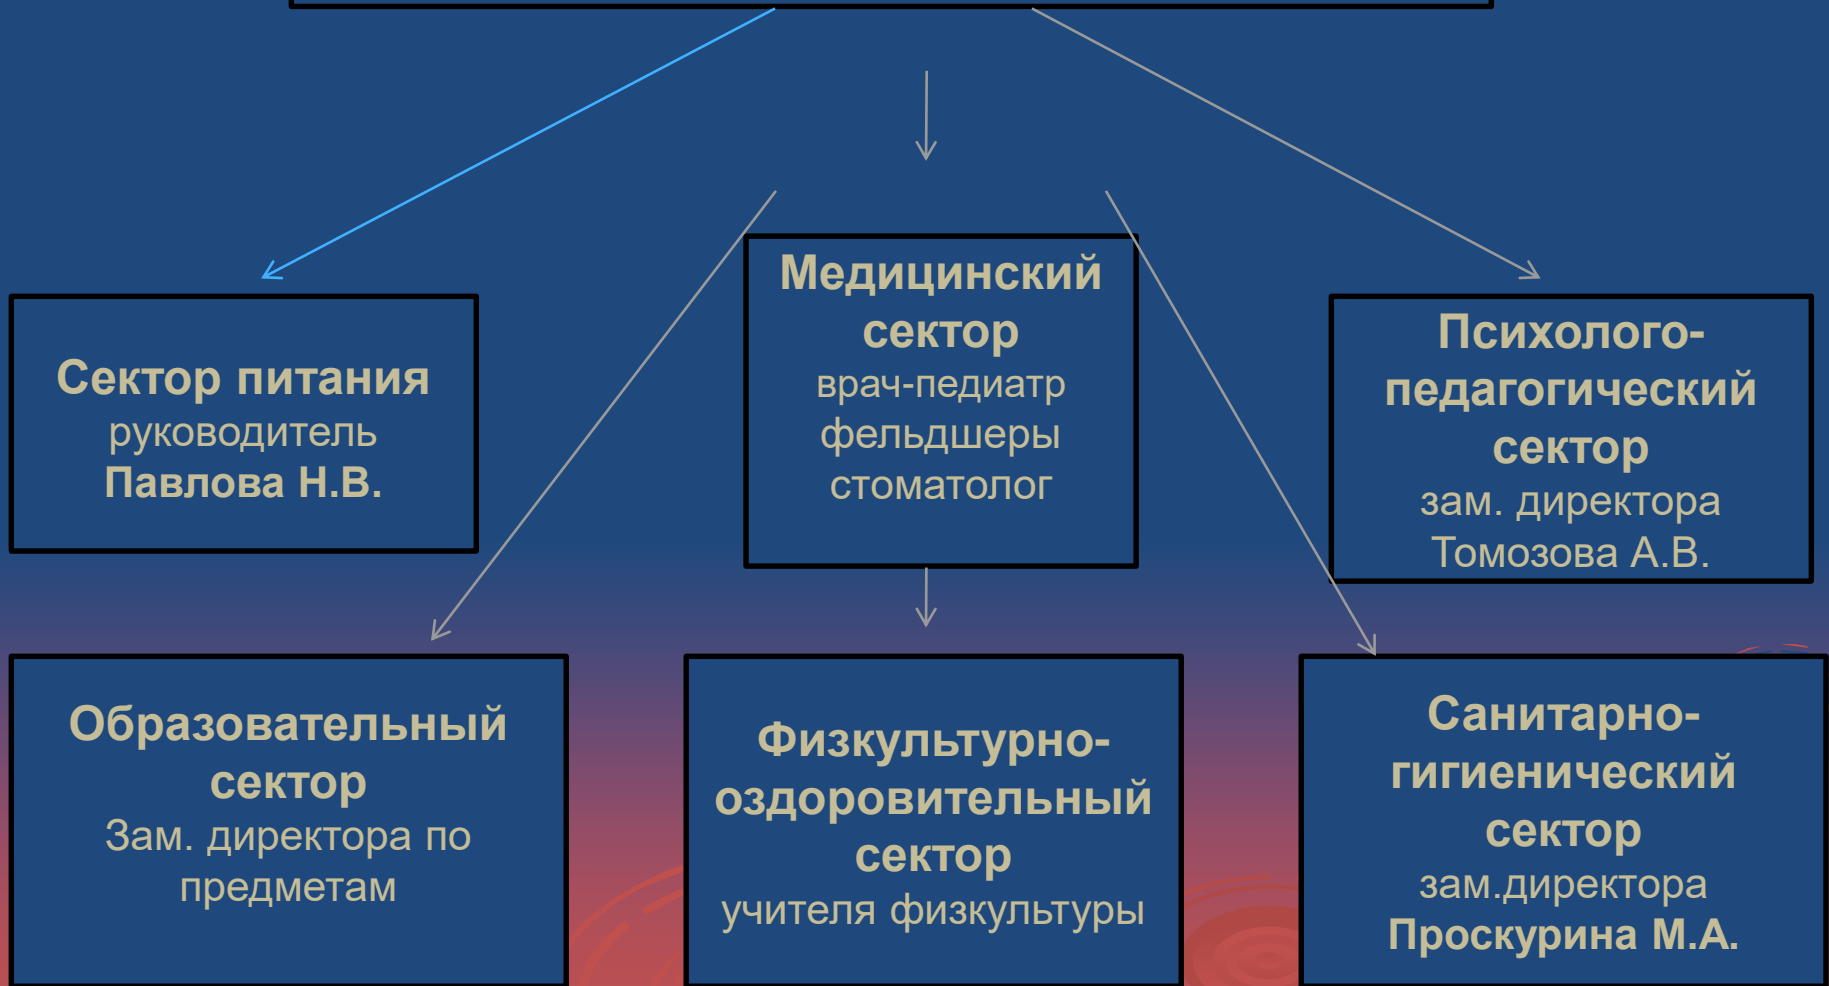 Сектор питания
руководитель
Павлова Н.В.
Медицинский
сектор
врач-педиатр
фельдшеры
стоматолог
Психолого-
педагогический
сектор
зам. директора
Томозова А.В.
Образовательный
сектор
Зам. директора по
предметам
Физкультурно-
оздоровительный
сектор
учителя физкультуры
Санитарно-
гигиенический
сектор
зам.директора
Проскурина М.А.